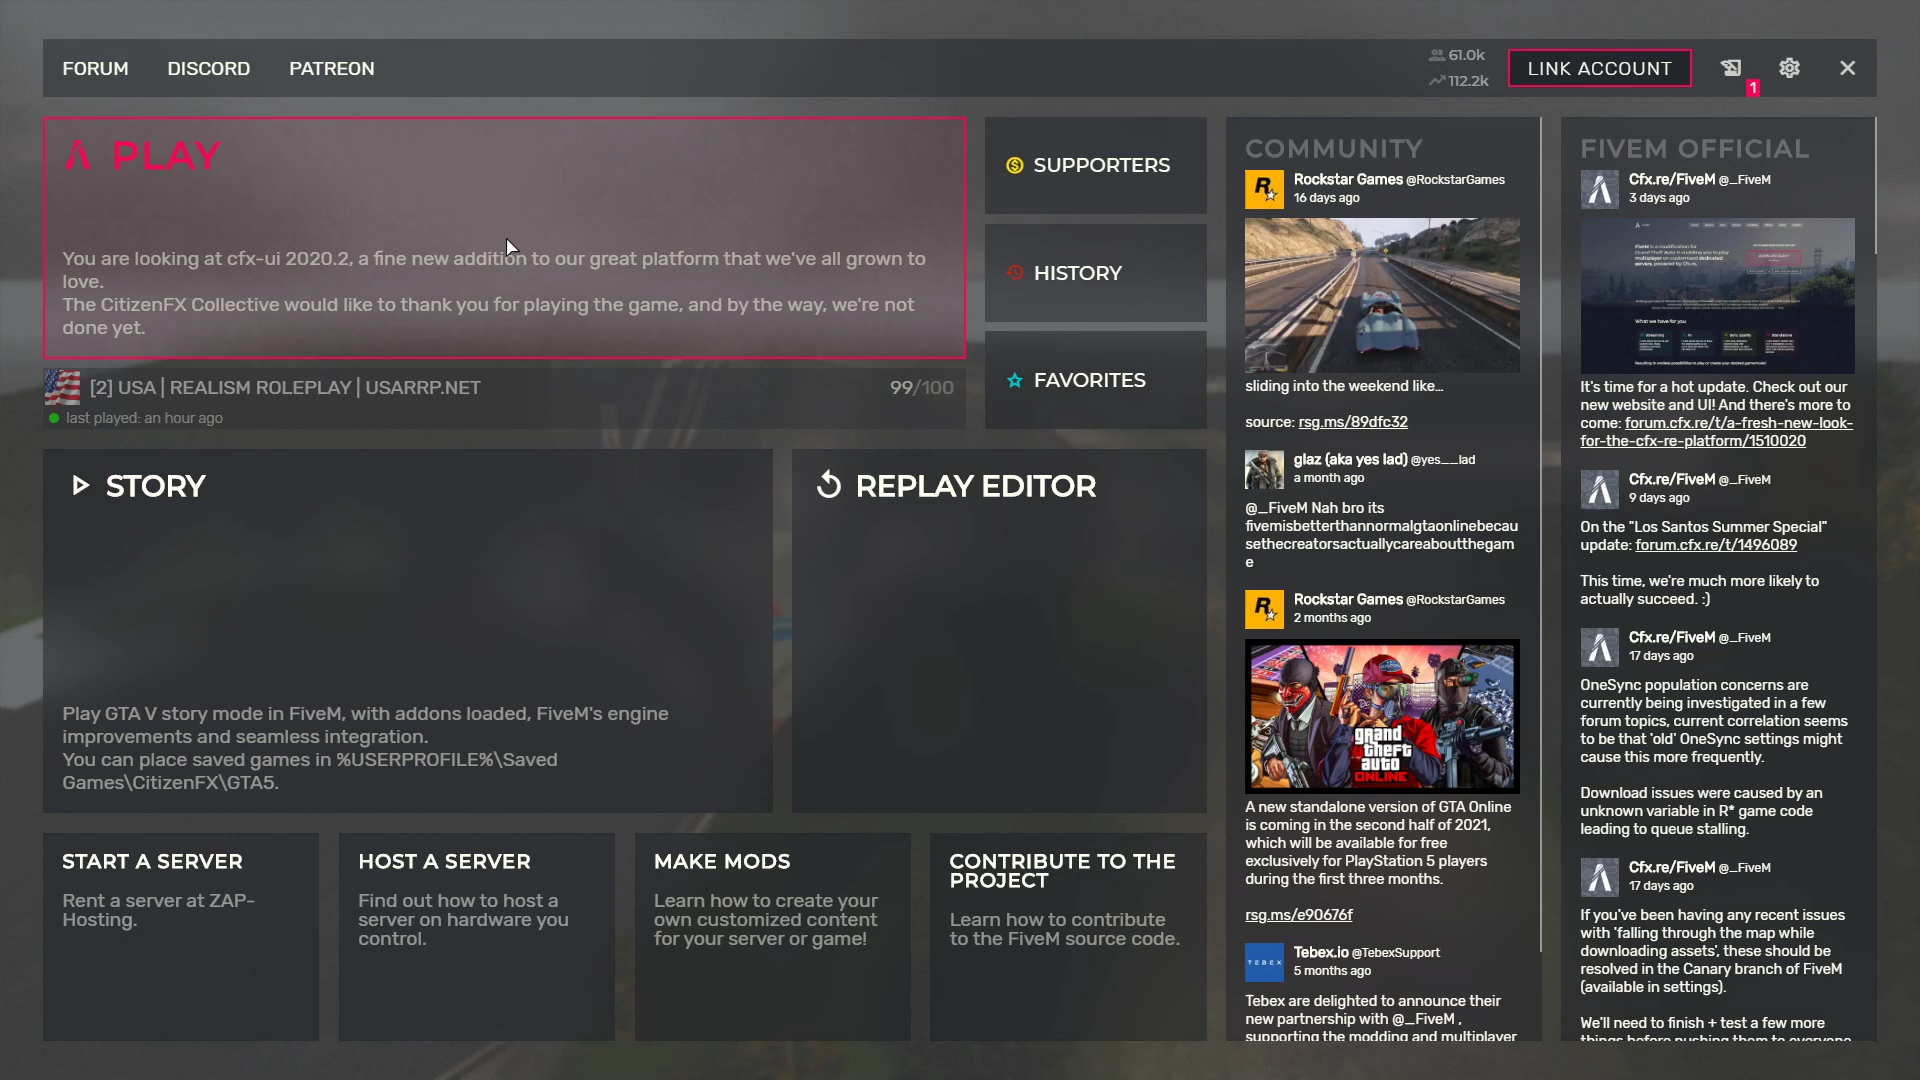 FORUM DISCORD PATREON
61.0k
112.2k
LINK ACCOUNT
1
PLAY
You are looking at cfx-ui 2020.2, a fine new addition to our great platform that we've all grown to
love.
The CitizenFX Collective would like to thank you for playing the game, and by the way, we're not
done yet.
[2] USA | REALISM ROLEPLAY | USARRP.NET 99/100
last played: an hour ago
SUPPORTERS
HISTORY
FAVORITES
STORY
Play GTA V story mode in FiveM, with addons loaded, FiveM's engine
improvements and seamless integration.
You can place saved games in %USERPROFILE%\Saved
Games\CitizenFX\GTA5.
REPLAY EDITOR
START A SERVER
Rent a server at ZAP-
Hosting.
HOST A SERVER
Find out how to host a
server on hardware you
control.
MAKE MODS
Learn how to create your
own customized content
for your server or game!
CONTRIBUTE TO THE
PROJECT
Learn how to contribute
to the FiveM source code.
COMMUNITY
Rockstar Games @RockstarGames
16 days ago
sliding into the weekend like...
source: rsg.ms/89dfc32
glaz (aka yes lad) @yes__lad
a month ago
@_FiveM Nah bro its
fivemisbetterthannormalgtaonlinebecau
sethecreatorsactuallycareaboutthegam
e
Rockstar Games @RockstarGames
2 months ago
grand
theft
auto
ONLINE
A new standalone version of GTA Online
is coming in the second half of 2021,
which will be available for free
exclusively for PlayStation 5 players
during the first three months.
rsg.ms/e90676f
TEBEX
Tebex.io @TebexSupport
5 months ago
Tebex are delighted to announce their
new partnership with @_FiveM ,
supporting the modding and multiplayer
FIVEM OFFICIAL
Cfx.re/FiveM @_FiveM
3 days ago
What we have for you
It's time for a hot update. Check out our
new website and UI! And there's more to
come: forum.cfx.re/t/a-fresh-new-look-
for-the-cfx-re-platform/1510020
Cfx.re/FiveM @_FiveM
9 days ago
On the "Los Santos Summer Special"
update: forum.cfx.re/t/1496089
This time, we're much more likely to
actually succeed. :)
Cfx.re/FiveM @_FiveM
17 days ago
OneSync population concerns are
currently being investigated in a few
forum topics, current correlation seems
to be that 'old' OneSync settings might
cause this more frequently.
Download issues were caused by an
unknown variable in R* game code
leading to queue stalling.
Cfx.re/FiveM @_FiveM
17 days ago
If you've been having any recent issues
with 'falling through the map while
downloading assets', these should be
resolved in the Canary branch of FiveM
(available in settings).
We'll need to finish + test a few more
things before pushing them to everyone